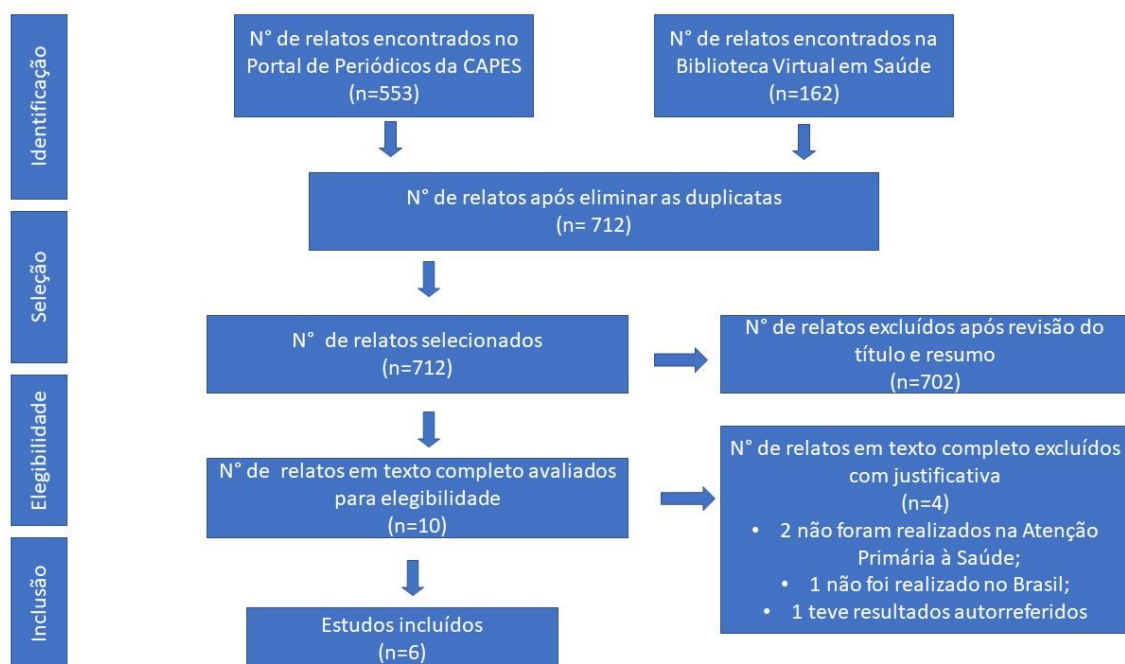 Identificação
N° de relatos encontrados no
Portal de Periódicos da CAPES
(n=553)
N° de relatos encontrados na
Biblioteca Virtual em Saúde
(n=162)
N° de relatos após eliminar as duplicatas
(n= 712)
Seleção
N° de relatos selecionados
(n=712)
N° de relatos excluídos após revisão do
título e resumo
(n=702)
Elegibilidade
N° de relatos em texto completo avaliados
para elegibilidade
(n=10)
N° de relatos em texto completo excluídos
com justificativa
(n=4)
• 2 não foram realizados na Atenção
Primária à Saúde;
• 1 não foi realizado no Brasil;
• 1 teve resultados autorreferidos
Inclusão
Estudos incluídos
(n=6)